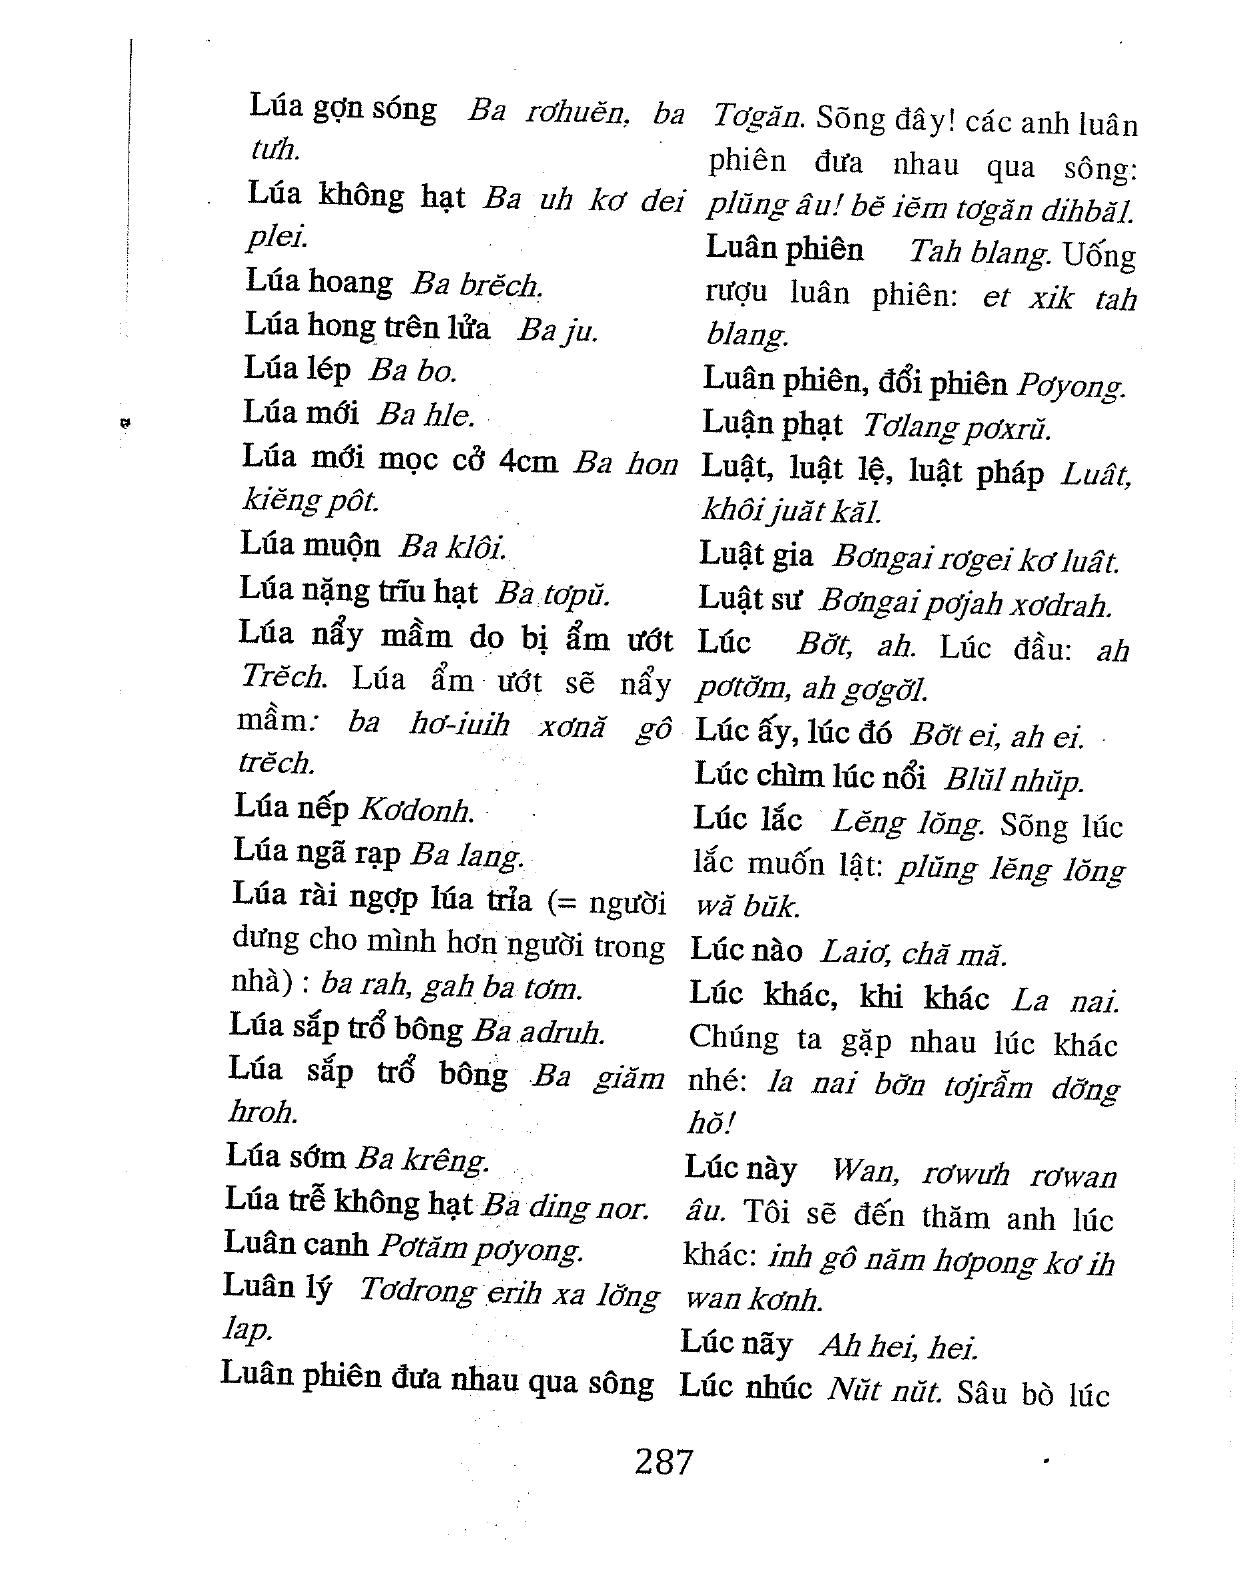 Lúa gợn sóng Ba rơhuĕn, ba
tưh.
Lúa không hạt Ba uh kơ dei
plei.
Lúa hoang Ba brĕch.
Lúa hong trên lửa Ba ju.
Lúa lép Ba bo.
Lúa mới Ba hle.
Lúa mới mọc cở 4cm Ba hon
kiĕng pôt.
Lúa muộn Ba klôi.
Lúa nặng trĩu hạt Ba tơpŭ.
Lúa nẩy mầm do bị ẩm ướt
Trĕch. Lúa ẩm ướt sẽ nẩy
mầm: ba hơ-iuih xơnă gô
trĕch.
Lúa nếp Kơdonh.
Lúa ngã rạp Ba lang.
Lúa rài ngợp lúa trỉa (= người
dưng cho mình hơn người trong
nhà) : ba rah, gah ba tơm.
Lúa sắp trổ bông Ba adruh.
Lúa sắp trổ bông Ba giăm
hroh.
Lúa sớm Ba krêng.
Lúa trễ không hạt Ba ding nor.
Luân canh Pơtăm pơyong.
Luân lý Tơdrong erih xa lơ̆ng
lap.
Luân phiên đưa nhau qua sông
Tơgăn. Sõng đây! các anh luân
phiên đưa nhau qua sông:
plŭng âu! bĕ iĕm tơgăn dihbăl.
Luân phiên Tah blang. Uống
rượu luân phiên: et xik tah
blang.
Luân phiên, đổi phiên Pơyong.
Luận phạt Tơlang pơxrŭ.
Luật, luật lệ, luật pháp Luât,
khôi juăt kăl.
Luật gia Bơngai rơgei kơ luât.
Luật sư Bơngai pơjah xơdrah.
Lúc Bơ̆t, ah. Lúc đầu: ah
pơtơ̆m, ah gơgơ̆l.
Lúc ấy, lúc đó Bơ̆t ei, ah ei.
Lúc chìm lúc nổi Blŭl nhŭp.
Lúc lắc Lĕng lŏng. Sõng lúc
lắc muốn lật: plŭng lĕng lŏng
wă bŭk.
Lúc nào Laiơ, chă mă.
Lúc khác, khi khác La nai.
Chúng ta gặp nhau lúc khác
nhé: la nai bơ̆n tơjrẵm dơ̆ng
hŏ!
Lúc này Wan, rơwưh rơwan
âu. Tôi sẽ đến thăm anh lúc
khác: inh gô năm hơpong kơ ih
wan kơnh.
Lúc nãy Ah hei, hei.
Lúc nhúc Nŭt nŭt. Sâu bò lúc
287